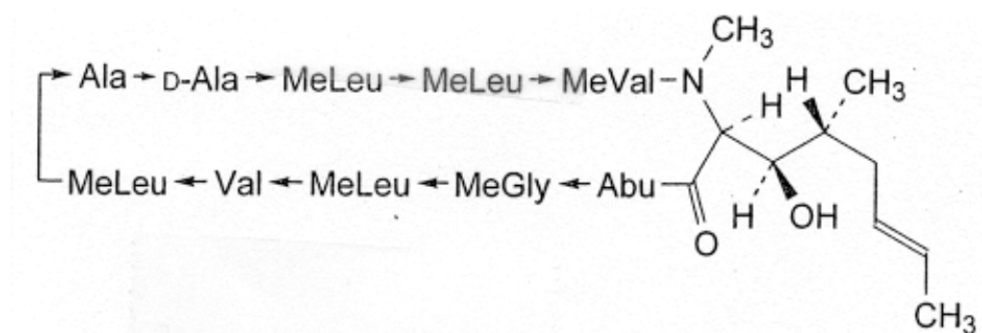 CH₃
Ala → D-Ala → MeLeu → MeLeu → MeVal – N
H H CH₃
MeLeu ← Val ← MeLeu ← MeGly ← Abu
H OH
O
CH₃